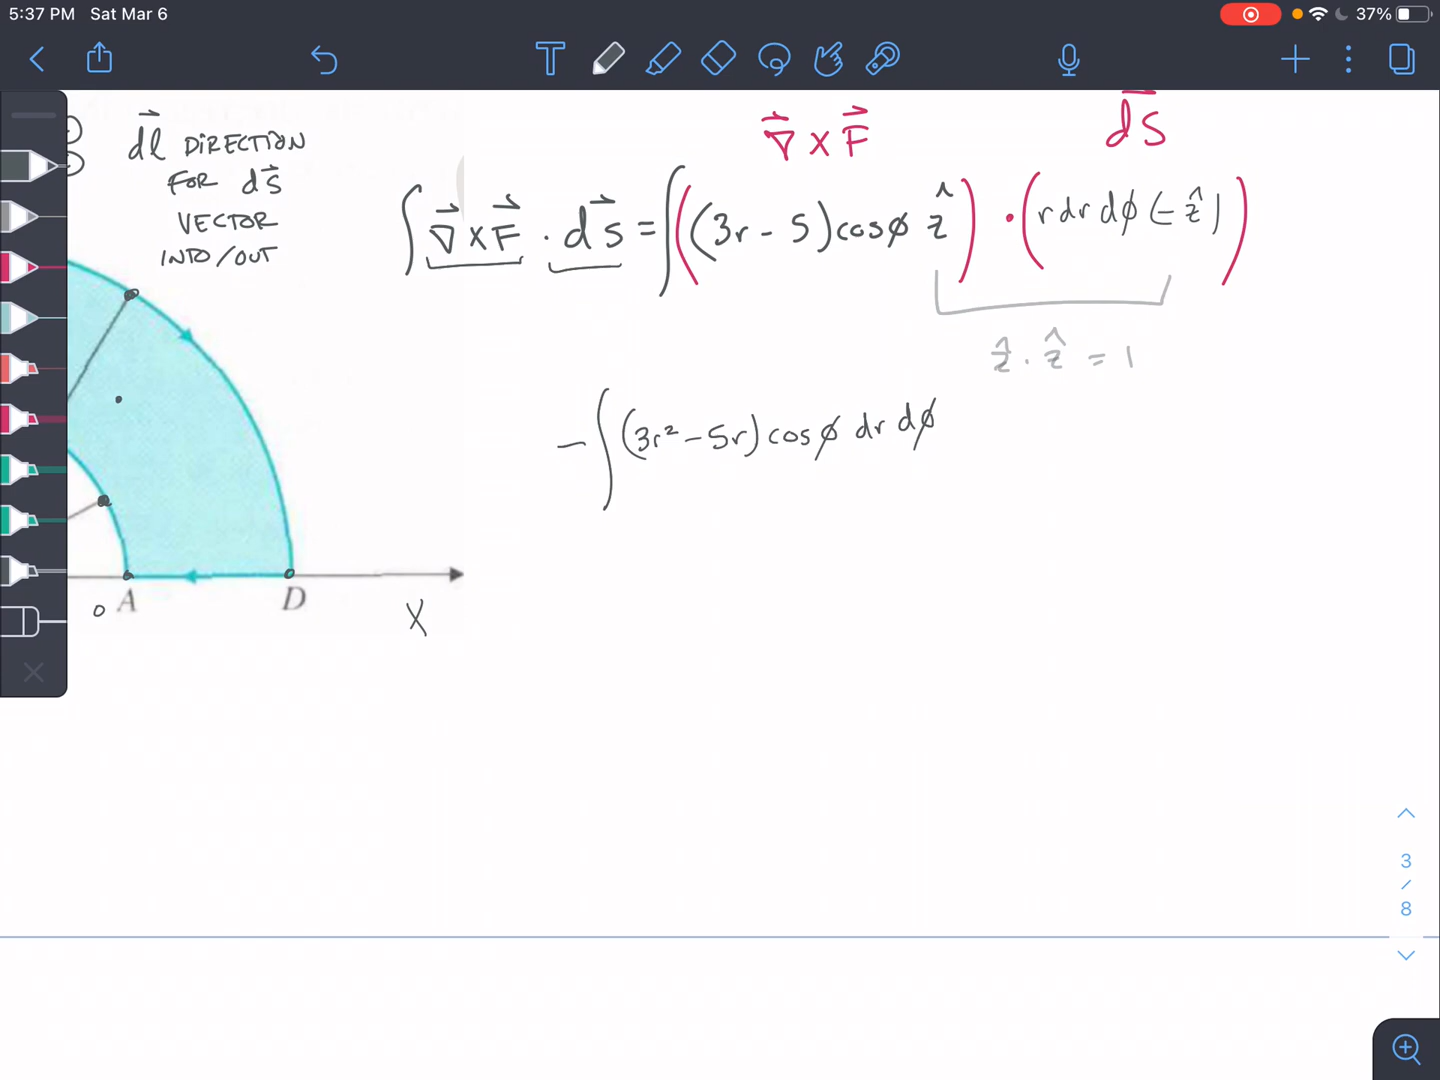 5:37 PM Sat Mar 6
37%
T
dl⃗ DIRECTION
FOR ds⃗
VECTOR
INTO/OUT
∇⃗ × F⃗
dS⃗
∫ ∇⃗ × F⃗ · ds⃗ = ∫ ((3r - 5) cosφ ẑ) · (r dr dφ (-ẑ))
ẑ · ẑ = 1
- ∫ (3r² - 5r) cosφ dr dφ
o A
D
X
3
/
8